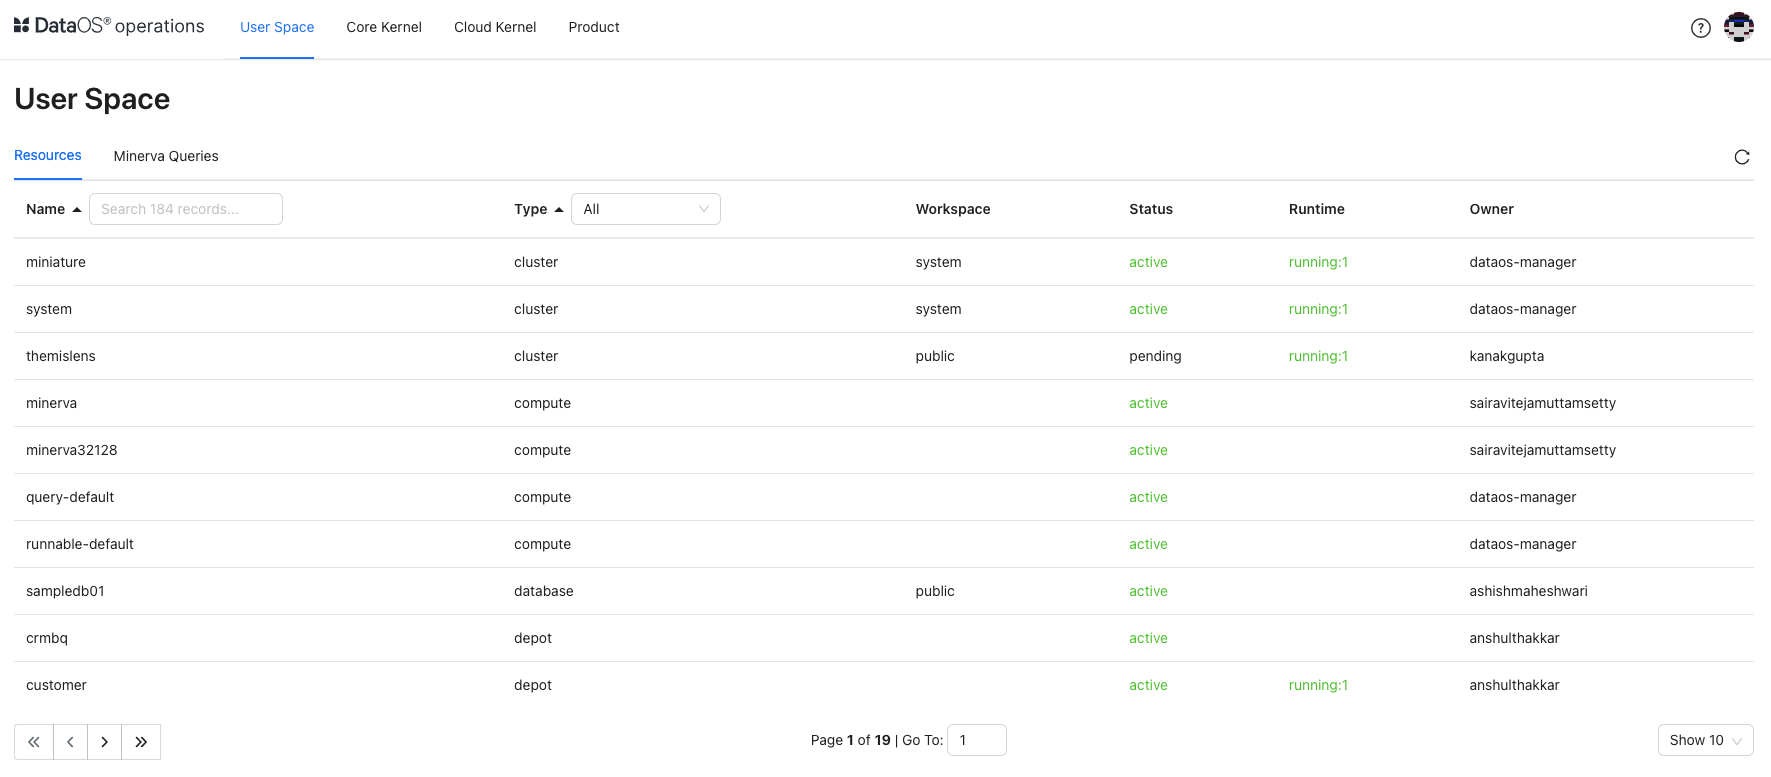 DataOS® operations User Space Core Kernel Cloud Kernel Product ?
User Space
Resources Minerva Queries
Name Search 184 records... Type All Workspace Status Runtime Owner
miniature cluster system active running:1 dataos-manager
system cluster system active running:1 dataos-manager
themislens cluster public pending running:1 kanakgupta
minerva compute active sairavitejamuttamsetty
minerva32128 compute active sairavitejamuttamsetty
query-default compute active dataos-manager
runnable-default compute active dataos-manager
sampledb01 database public active ashishmaheshwari
crmbq depot active anshulthakkar
customer depot active running:1 anshulthakkar
Page 1 of 19 | Go To: 1 Show 10